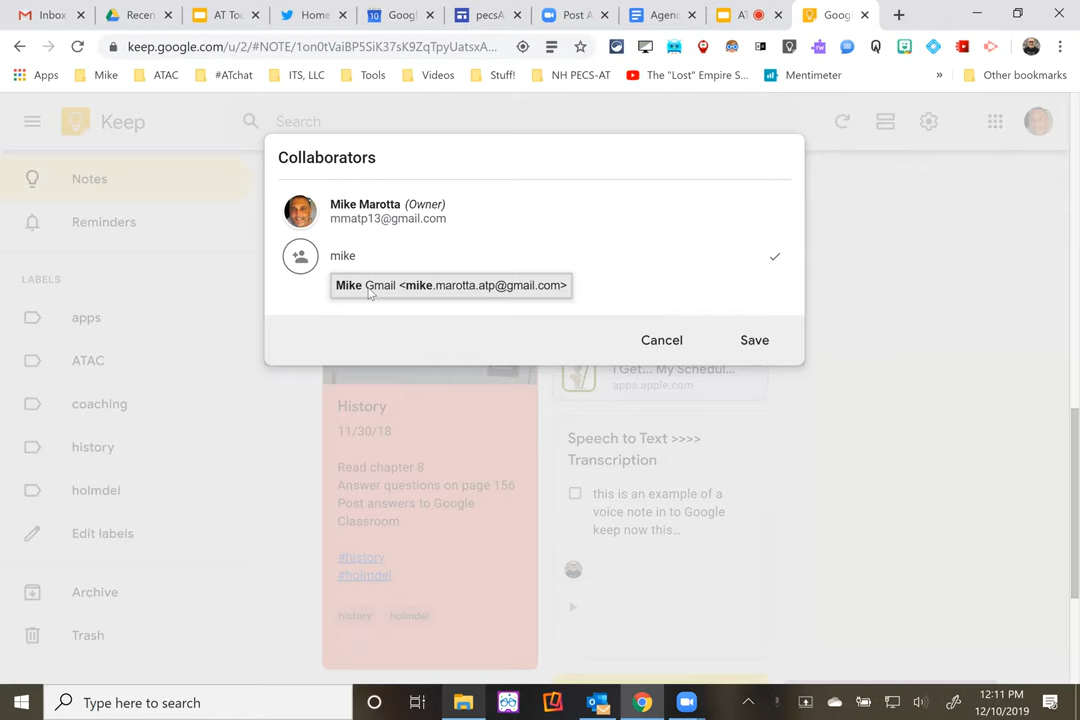 Inbox
Recen
AT Too
Home
Googl
pecsA
Post A
Agenc
AT
Googl
keep.google.com/u/2/#NOTE/1on0tVaiBP5SiK37sK9ZqTpyUatsxA...
Apps
Mike
ATAC
#ATchat
ITS, LLC
Tools
Videos
Stuff!
NH PECS-AT
The "Lost" Empire S...
Mentimeter
»
Other bookmarks
Keep
Search
Notes
Reminders
LABELS
apps
ATAC
coaching
history
holmdel
Edit labels
Archive
Trash
Collaborators
Mike Marotta (Owner)
mmatp13@gmail.com
mike
Mike Gmail <mike.marotta.atp@gmail.com>
Cancel
Save
History
11/30/18
Read chapter 8
Answer questions on page 156
Post answers to Google
Classroom
#history
#holmdel
history
holmdel
I Get... My Schedul...
apps.apple.com
Speech to Text >>>>
Transcription
this is an example of a
voice note in to Google
keep now this...
Type here to search
12:11 PM
12/10/2019